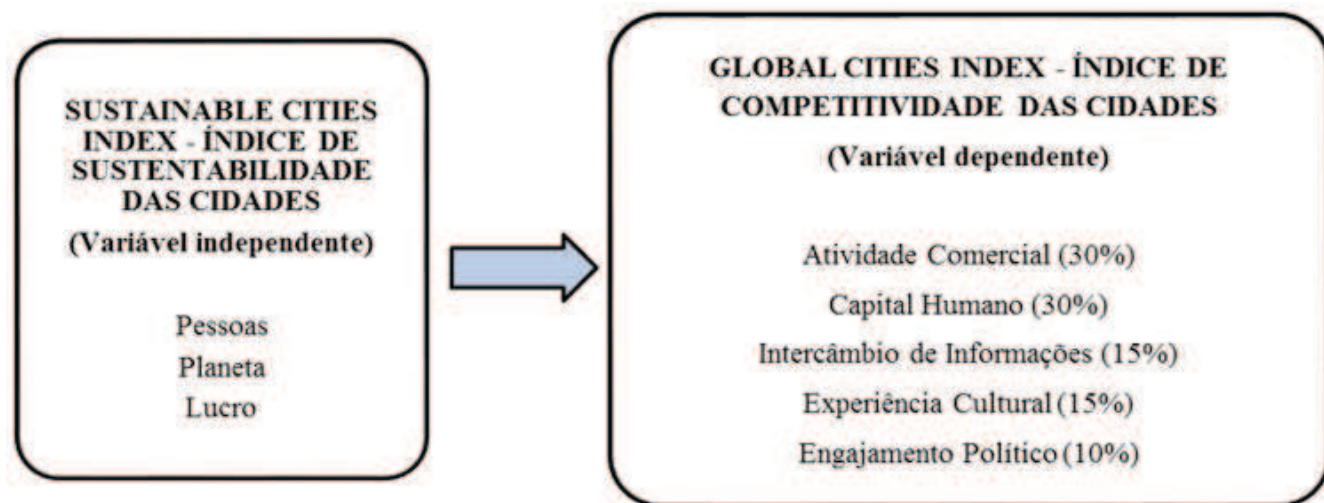 SUSTAINABLE CITIES
INDEX - ÍNDICE DE
SUSTENTABILIDADE
DAS CIDADES
(Variável independente)
Pessoas
Planeta
Lucro
GLOBAL CITIES INDEX - ÍNDICE DE
COMPETITIVIDADE DAS CIDADES
(Variável dependente)
Atividade Comercial (30%)
Capital Humano (30%)
Intercâmbio de Informações (15%)
Experiência Cultural (15%)
Engajamento Político (10%)